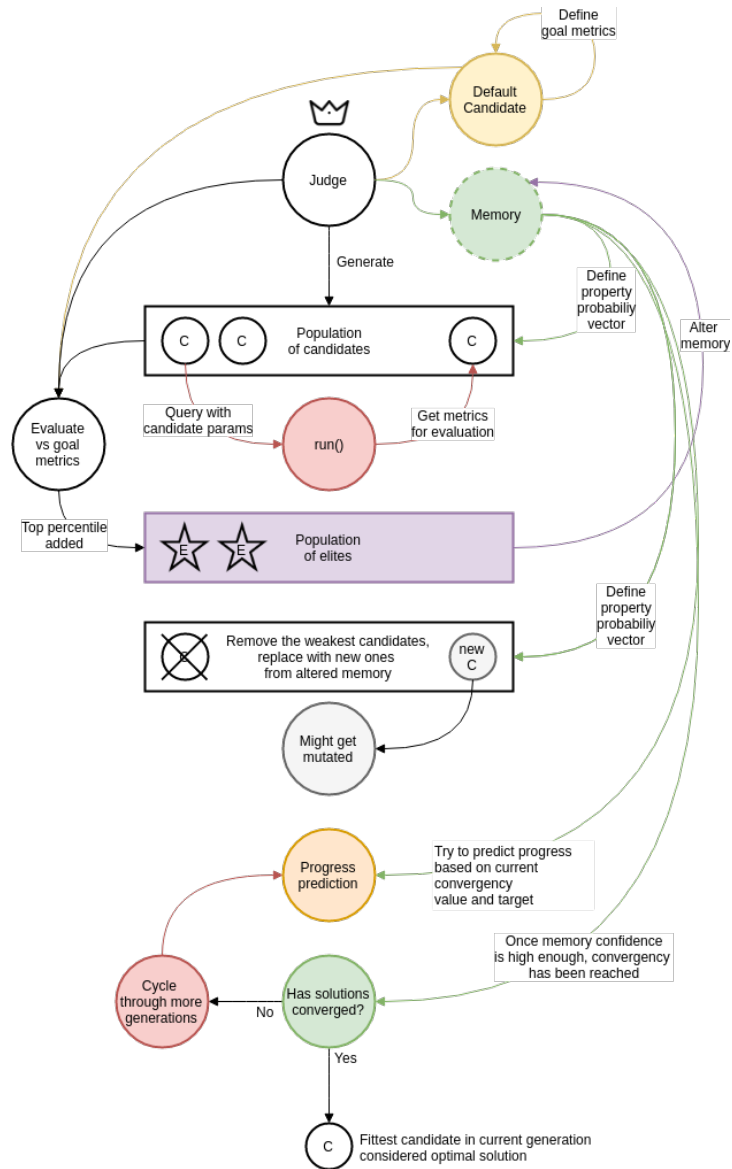 Define
goal metrics
Default
Candidate
Judge
Memory
Generate
Define
property
probabiliy
vector
Alter
memory
C
C
Population
of candidates
C
Query with
candidate params
run()
Get metrics
for evaluation
Evaluate
vs goal
metrics
Top percentile
added
E
E
Population
of elites
Define
property
probabiliy
vector
C
Remove the weakest candidates,
replace with new ones
from altered memory
new
C
Might get
mutated
Progress
prediction
Try to predict progress
based on current
convergency
value and target
Once memory confidence
is high enough, convergency
has been reached
Cycle
through more
generations
No
Has solutions
converged?
Yes
C
Fittest candidate in current generation
considered optimal solution